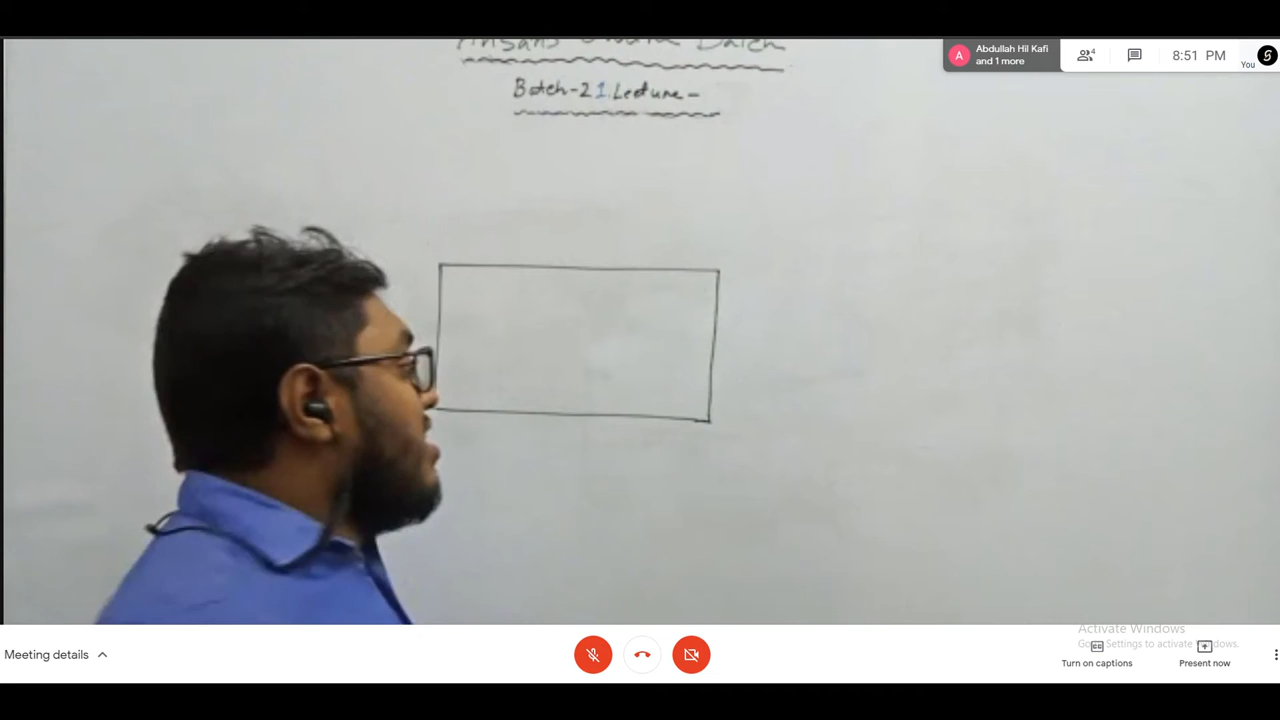 Batch-21.Lecture-
Abdullah Hil Kafi
and 1 more
4
8:51 PM
You
Activate Windows
Go to Settings to activate Windows.
Meeting details
Turn on captions
Present now